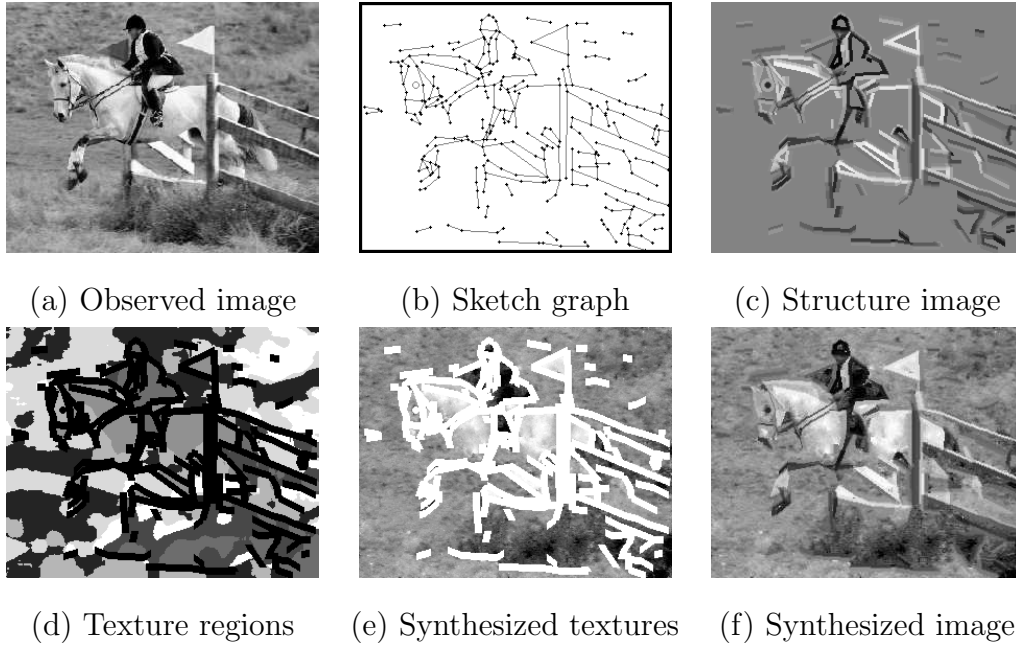 (a) Observed image
(b) Sketch graph
(c) Structure image
(d) Texture regions
(e) Synthesized textures
(f) Synthesized image